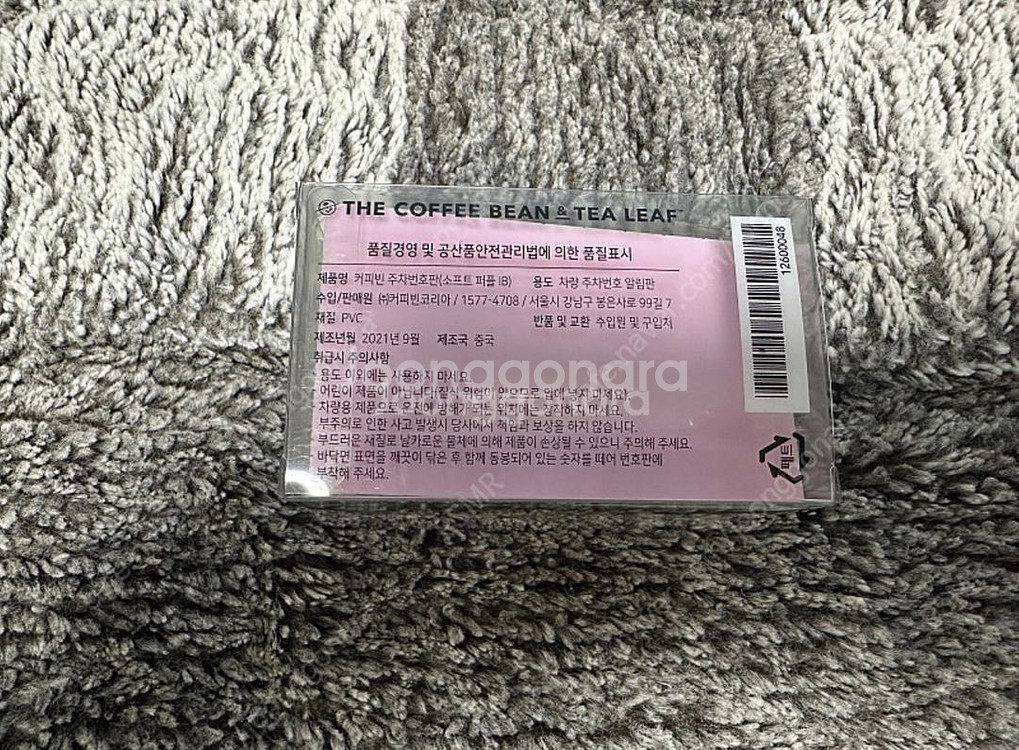 THE COFFEE BEAN & TEA LEAF
품질경영 및 공산품안전관리법에 의한 품질표시
제품명 커피빈 주차번호판(소프트 퍼플 IB) 용도 차량 주차번호 알림판
수입/판매원 ㈜커피빈코리아 / 1577-4708 / 서울시 강남구 봉은사로 99길 7
재질 PVC 반품 및 교환 수입원 및 구입처
제조년월 2021년 9월 제조국 중국
취급시 주의사항
용도 이외에는 사용하지 마세요.
어린이 제품이 아닙니다(질식 위험이 있으므로 입에 넣지 마세요).
차량용 제품으로 운전에 방해가 되는 위치에는 장착하지 마세요.
부주의로 인한 사고 발생시 당사에서 책임과 보상을 하지 않습니다.
부드러운 재질로 날카로운 물체에 의해 제품이 손상될 수 있으니 주의해 주세요.
바닥면 표면을 깨끗이 닦은 후 함께 동봉되어 있는 숫자를 떼어 번호판에
부착해 주세요.
12600048
페트
joonggonara